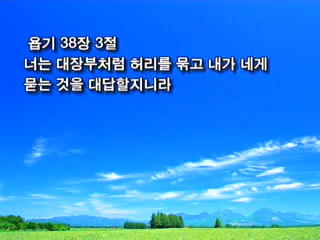 욥기 38장 3절
너는 대장부처럼 허리를 묶고 내가 네게
묻는 것을 대답할지니라